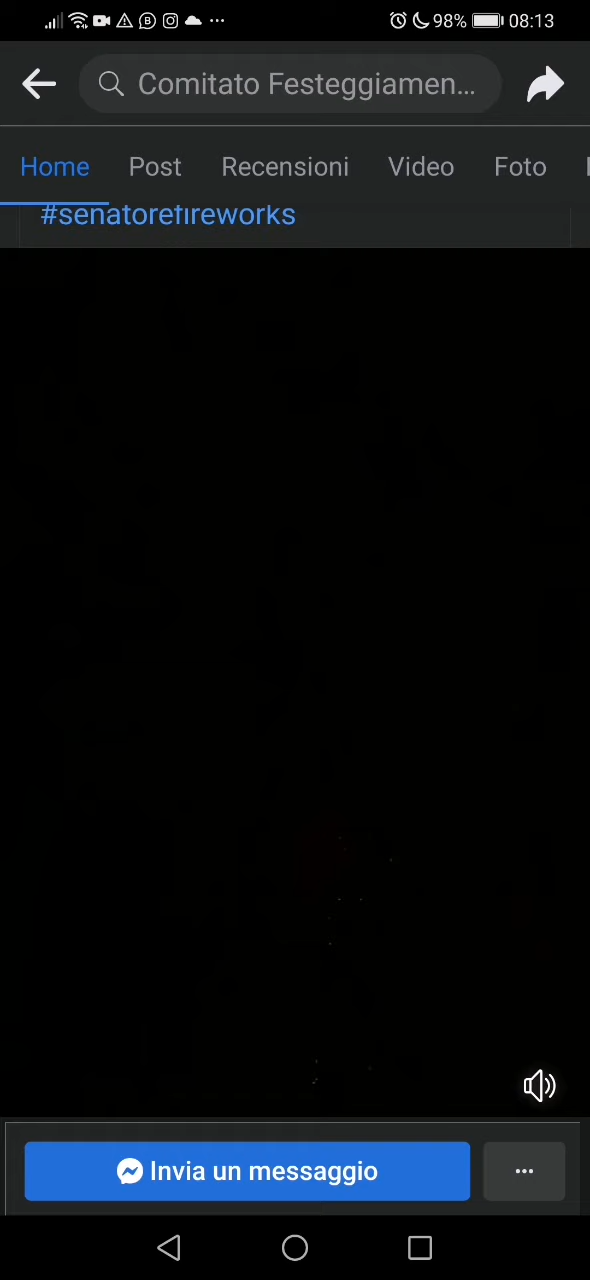 98% 08:13
Comitato Festeggiamen...
Home Post Recensioni Video Foto
#senatorefireworks
Invia un messaggio